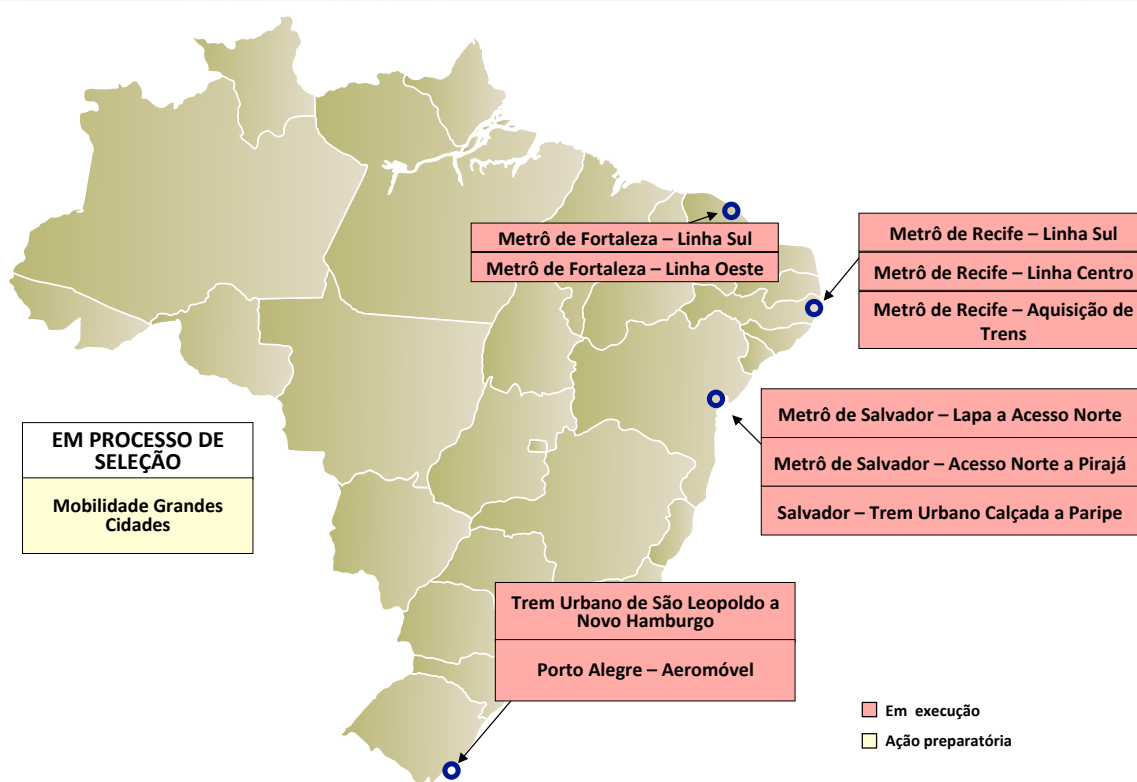 Metrô de Fortaleza – Linha Sul
Metrô de Fortaleza – Linha Oeste
Metrô de Recife – Linha Sul
Metrô de Recife – Linha Centro
Metrô de Recife – Aquisição de
Trens
Metrô de Salvador – Lapa a Acesso Norte
Metrô de Salvador – Acesso Norte a Pirajá
Salvador – Trem Urbano Calçada a Paripe
EM PROCESSO DE
SELEÇÃO
Mobilidade Grandes
Cidades
Trem Urbano de São Leopoldo a
Novo Hamburgo
Porto Alegre – Aeromóvel
Em execução
Ação preparatória